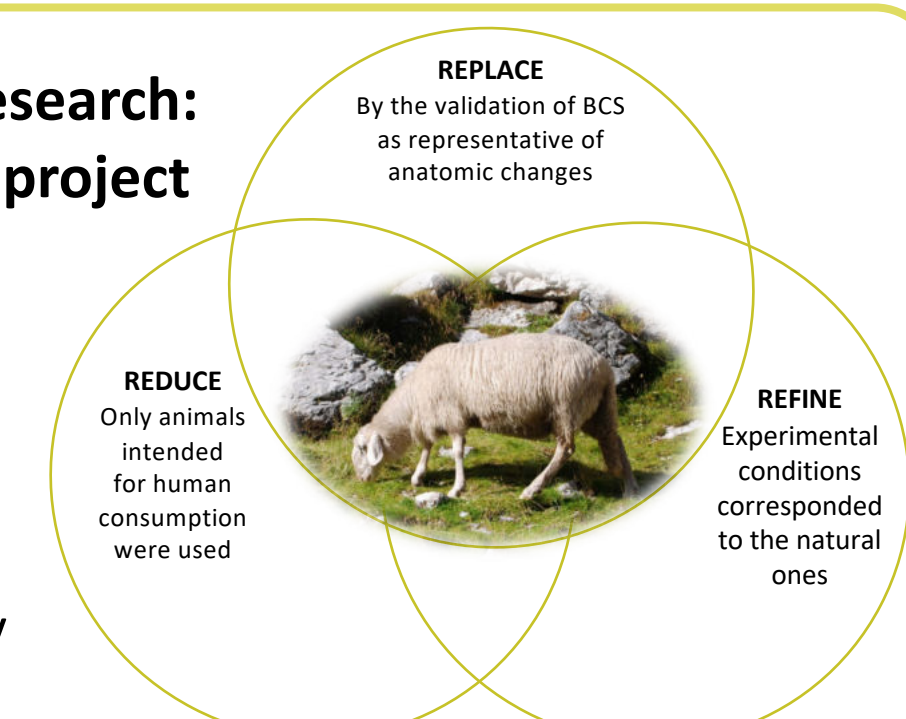 esearch:
project
REPLACE
By the validation of BCS
as representative of
anatomic changes
REDUCE
Only animals
intended
for human
consumption
were used
REFINE
Experimental
conditions
corresponded
to the natural
ones